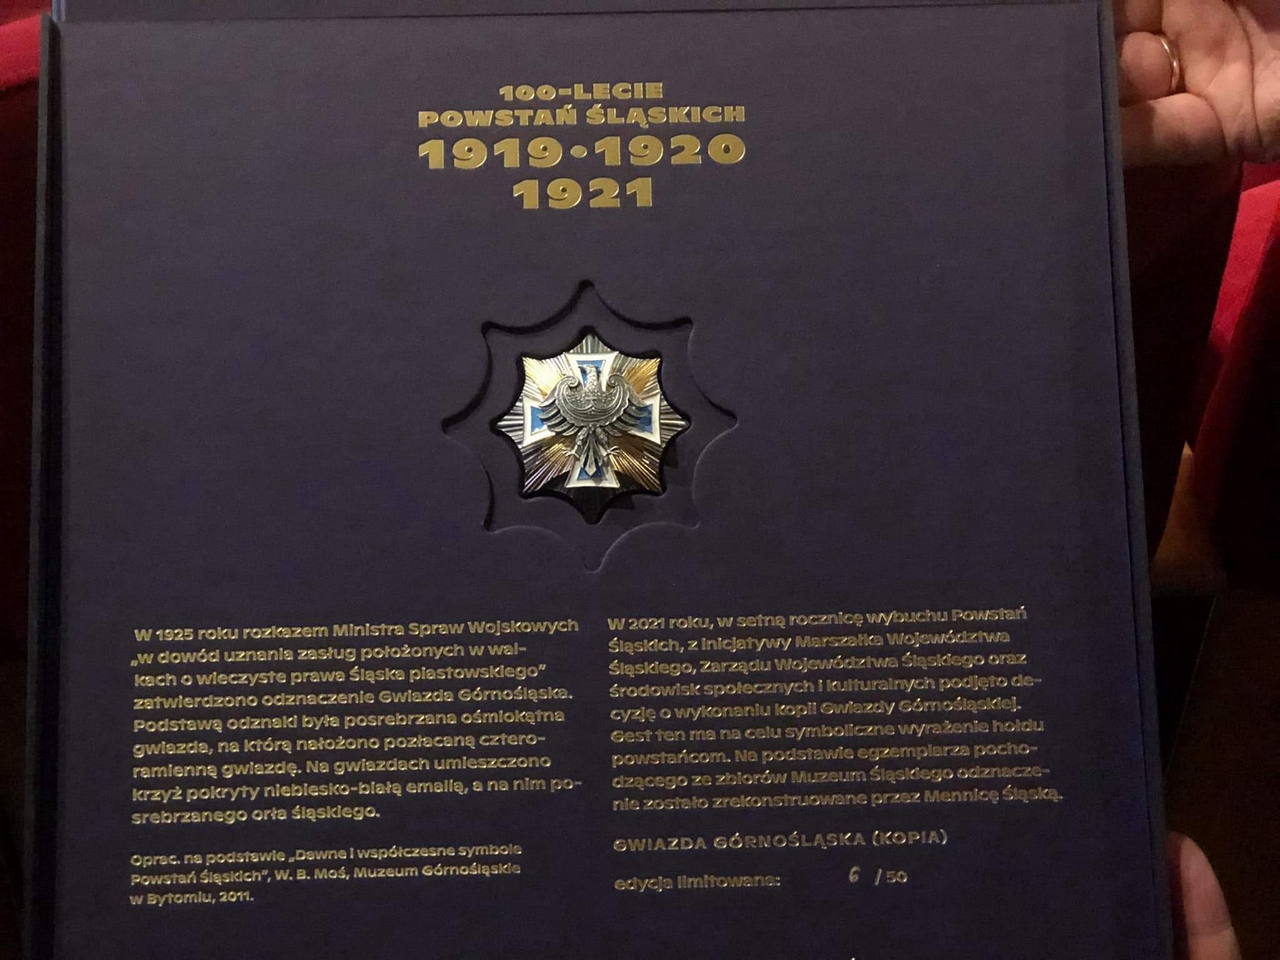 100-LECIE
POWSTAŃ ŚLĄSKICH
1919·1920
1921
W 1925 roku rozkazem Ministra Spraw Wojskowych
„w dowód uznania zasług położonych w wal-
kach o wieczyste prawa Śląska piastowskiego"
zatwierdzono odznaczenie Gwiazda Górnośląska.
Podstawą odznaki była posrebrzana ośmiokątna
gwiazda, na którą nałożono pozłacaną cztero-
ramienną gwiazdę. Na gwiazdach umieszczono
krzyż pokryty niebiesko-białą emalią, a na nim po-
srebrzanego orła śląskiego.
Oprac. na podstawie „Dawne i współczesne symbole
Powstań Śląskich", W. B. Moś, Muzeum Górnośląskie
w Bytomiu, 2011.
W 2021 roku, w setną rocznicę wybuchu Powstań
Śląskich, z inicjatywy Marszałka Województwa
Śląskiego, Zarządu Województwa Śląskiego oraz
środowisk społecznych i kulturalnych podjęto de-
cyzję o wykonaniu kopii Gwiazdy Górnośląskiej.
Gest ten ma na celu symboliczne wyrażenie hołdu
powstańcom. Na podstawie egzemplarza pocho-
dzącego ze zbiorów Muzeum Śląskiego odznacze-
nie zostało zrekonstruowane przez Mennicę Śląską.
GWIAZDA GÓRNOŚLĄSKA (KOPIA)
edycja limitowana: 6 / 50